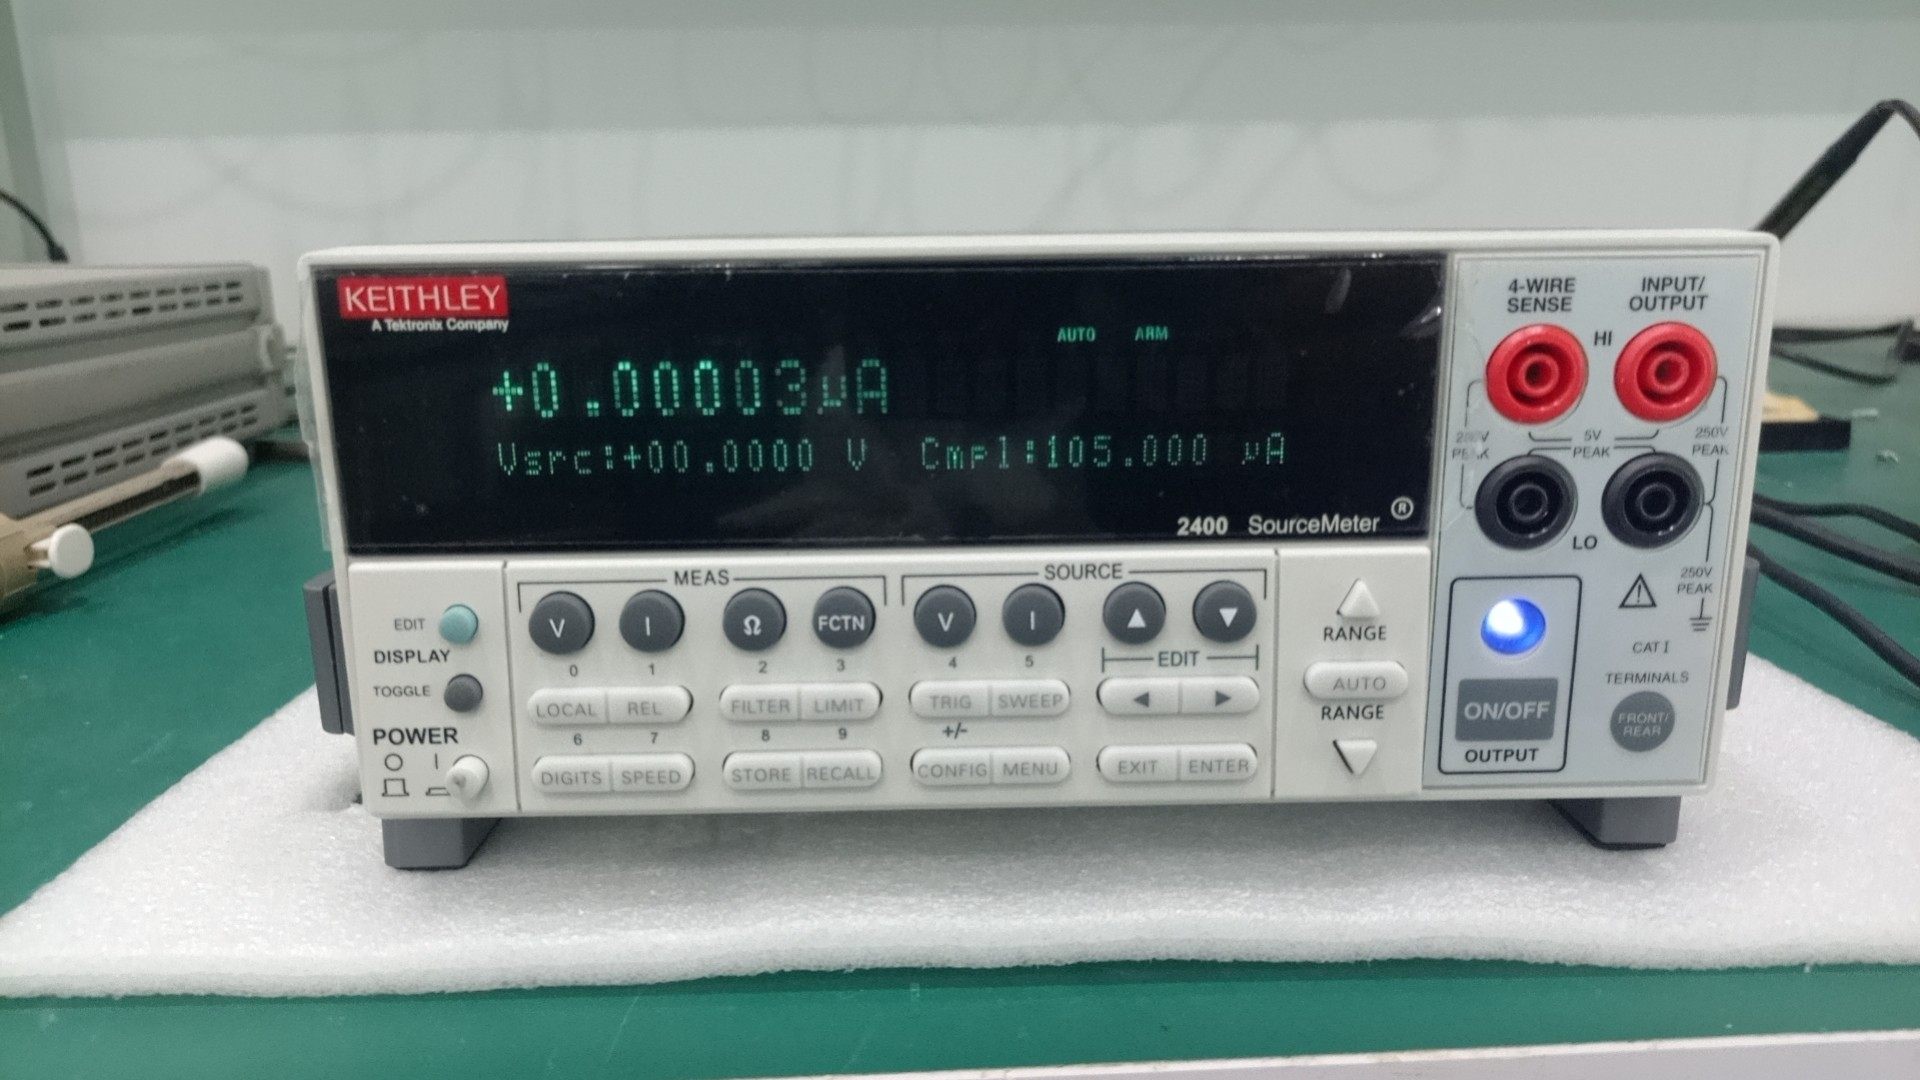 KEITHLEY
A Tektronix Company
AUTO ARM
+0.00003µA
Vsrc:+00.0000 V Cmpl:105.000 µA
2400 SourceMeter ®
4-WIRE SENSE
INPUT/OUTPUT
HI
250V PEAK
5V PEAK
250V PEAK
LO
250V PEAK
CAT I
TERMINALS
FRONT/REAR
ON/OFF
OUTPUT
EDIT
DISPLAY
TOGGLE
POWER
O I
MEAS
V I Ω FCTN
0 1 2 3
LOCAL REL FILTER LIMIT
6 7 8 9
DIGITS SPEED STORE RECALL
SOURCE
V I ▲ ▼
4 5 EDIT
TRIG SWEEP ◀ ▶
+/-
CONFIG MENU EXIT ENTER
RANGE
AUTO
RANGE